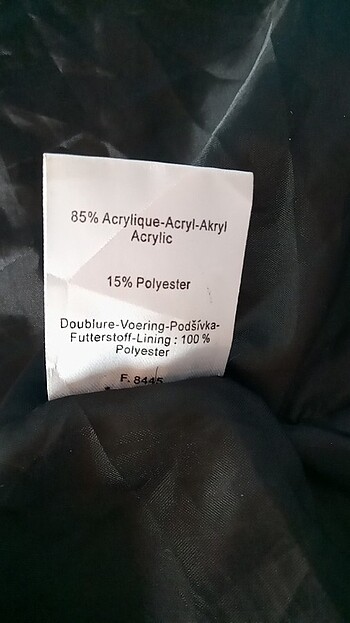 85% Acrylique-Acryl-Akryl
Acrylic
15% Polyester
Doublure-Voering-Podšívka-
Futterstoff-Lining : 100 %
Polyester
F. 8445